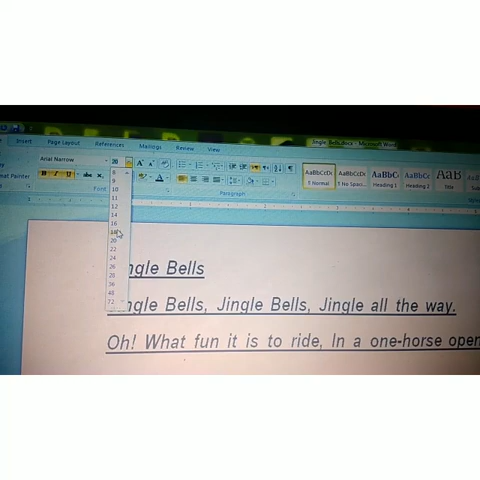 Jingle Bells.docx - Microsoft Word
Insert Page Layout References Mailings Review View
Arial Narrow 20
AaBbCcDc AaBbCcDc AaBbC AaBbCc AaB
mat Painter B I U abc x, ¶ Normal ¶ No Spaci... Heading 1 Heading 2 Title
Font Paragraph
8
9
10
11
12
14
16
18
20
22
24
26
28
36
48
72
ngle Bells
ngle Bells, Jingle Bells, Jingle all the way.
Oh! What fun it is to ride, In a one-horse open